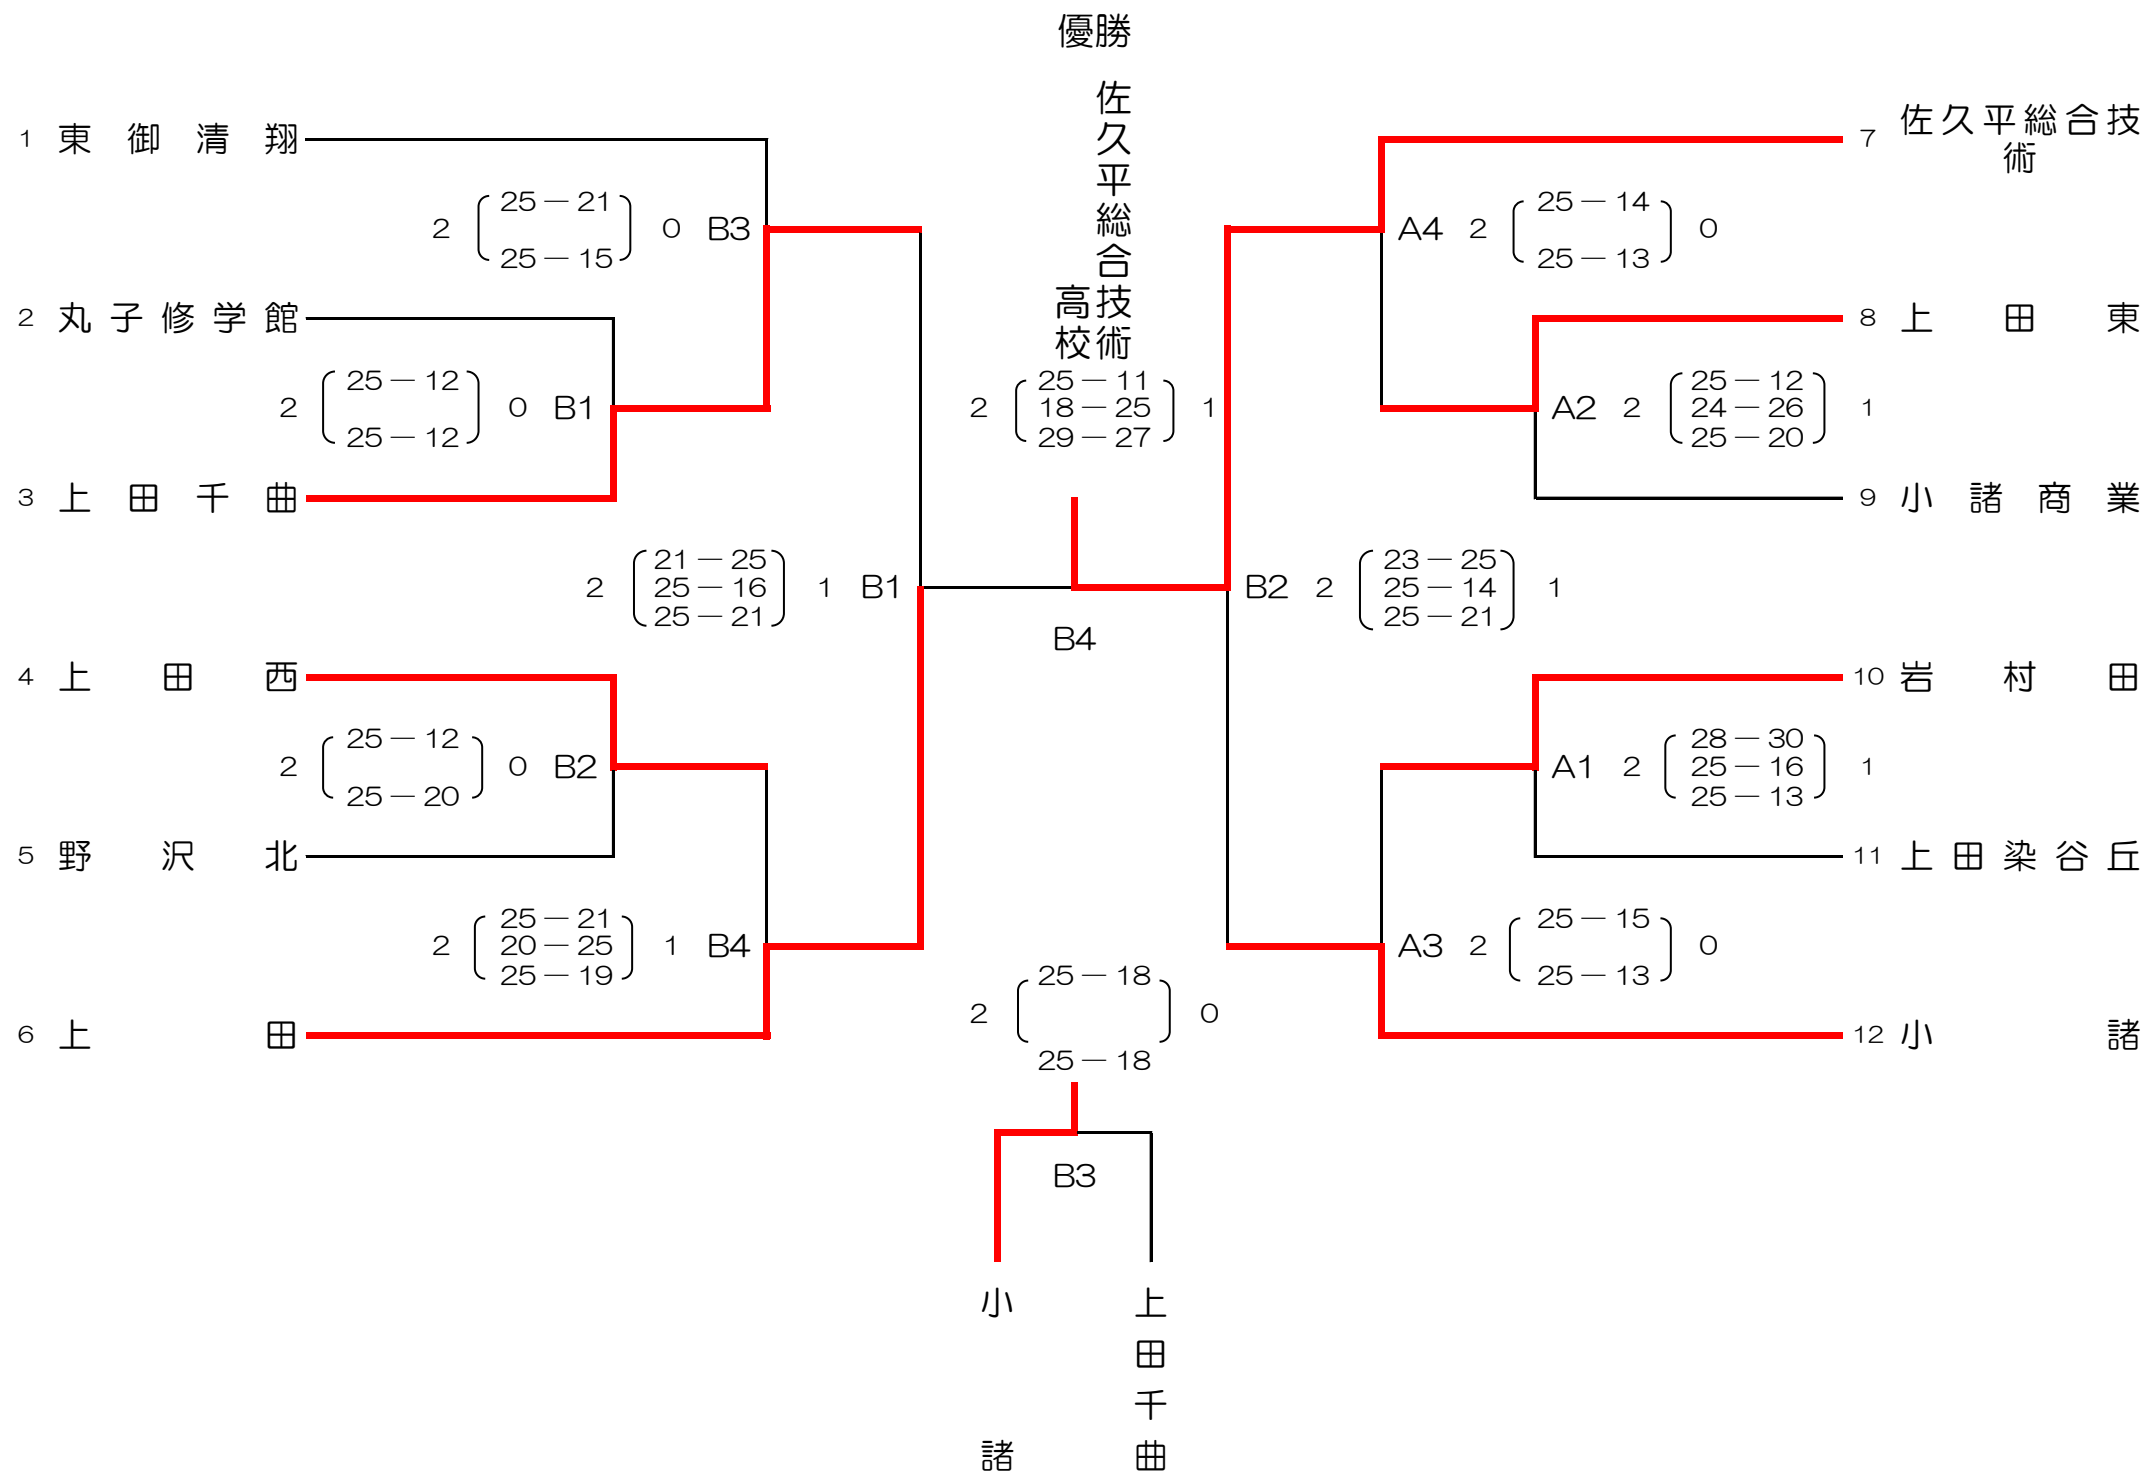 優勝
佐久平総合技術
高校
1 東御清翔
2 丸子修学館
3 上田千曲
4 上田西
5 野沢北
6 上田
7 佐久平総合技
術
8 上田東
9 小諸商業
10 岩村田
11 上田染谷丘
12 小諸
2 25－21 0 B3
25－15
2 25－12 0 B1
25－12
21－25
2 25－16 1 B1
25－21
2 25－12 0 B2
25－20
25－21
2 20－25 1 B4
25－19
25－11
2 18－25 1
29－27
B4
A4 2 25－14 0
25－13
25－12
A2 2 24－26 1
25－20
23－25
B2 2 25－14 1
25－21
28－30
A1 2 25－16 1
25－13
A3 2 25－15 0
25－13
25－18
2 0
25－18
B3
小諸
上田千曲